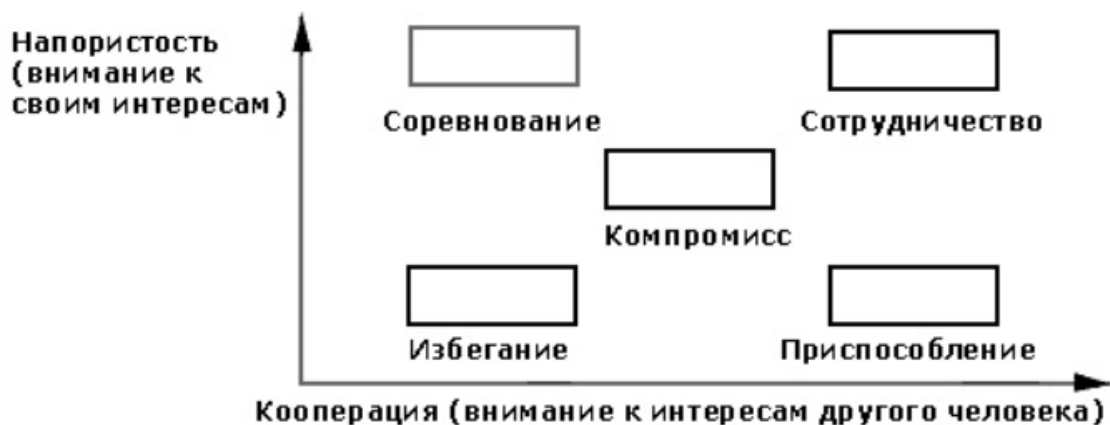 Напористость
(внимание к
своим интересам)
Соревнование
Сотрудничество
Компромисс
Избегание
Приспособление
Кооперация (внимание к интересам другого человека)